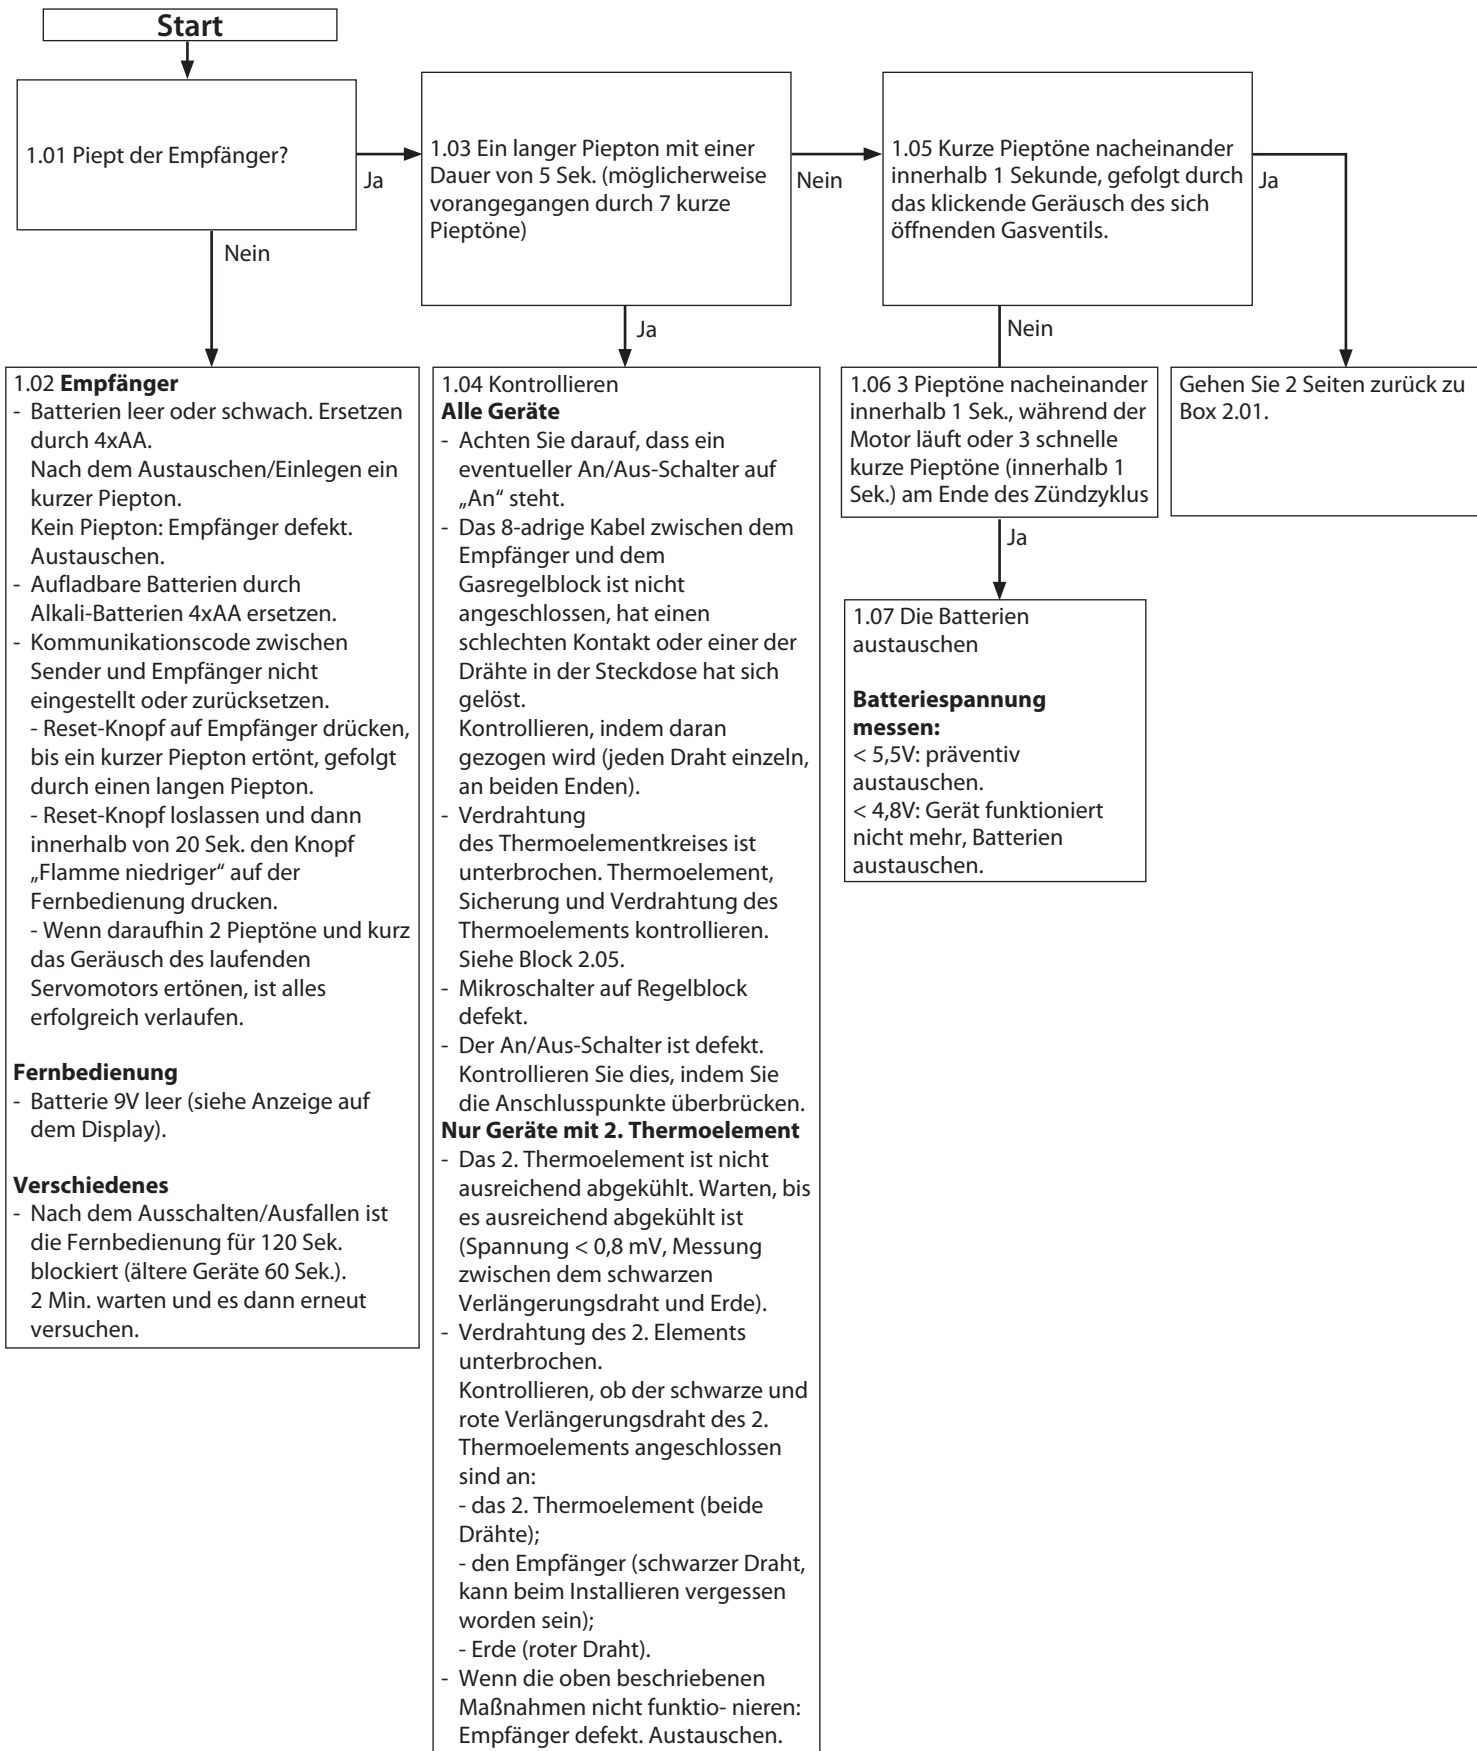 Start
1.01 Piept der Empfänger?
Ja
Nein
1.03 Ein langer Piepton mit einer
Dauer von 5 Sek. (möglicherweise
vorangegangen durch 7 kurze
Pieptöne)
Nein
Ja
1.05 Kurze Pieptöne nacheinander
innerhalb 1 Sekunde, gefolgt durch
das klickende Geräusch des sich
öffnenden Gasventils.
Ja
Nein
1.02 Empfänger
- Batterien leer oder schwach. Ersetzen
durch 4xAA.
Nach dem Austauschen/Einlegen ein
kurzer Piepton.
Kein Piepton: Empfänger defekt.
Austauschen.
- Aufladbare Batterien durch
Alkali-Batterien 4xAA ersetzen.
- Kommunikationscode zwischen
Sender und Empfänger nicht
eingestellt oder zurücksetzen.
- Reset-Knopf auf Empfänger drücken,
bis ein kurzer Piepton ertönt, gefolgt
durch einen langen Piepton.
- Reset-Knopf loslassen und dann
innerhalb von 20 Sek. den Knopf
„Flamme niedriger“ auf der
Fernbedienung drucken.
- Wenn daraufhin 2 Pieptöne und kurz
das Geräusch des laufenden
Servomotors ertönen, ist alles
erfolgreich verlaufen.
Fernbedienung
- Batterie 9V leer (siehe Anzeige auf
dem Display).
Verschiedenes
- Nach dem Ausschalten/Ausfallen ist
die Fernbedienung für 120 Sek.
blockiert (ältere Geräte 60 Sek.).
2 Min. warten und es dann erneut
versuchen.
1.04 Kontrollieren
Alle Geräte
- Achten Sie darauf, dass ein
eventueller An/Aus-Schalter auf
„An“ steht.
- Das 8-adrige Kabel zwischen dem
Empfänger und dem
Gasregelblock ist nicht
angeschlossen, hat einen
schlechten Kontakt oder einer der
Drähte in der Steckdose hat sich
gelöst.
Kontrollieren, indem daran
gezogen wird (jeden Draht einzeln,
an beiden Enden).
- Verdrahtung
des Thermoelementkreises ist
unterbrochen. Thermoelement,
Sicherung und Verdrahtung des
Thermoelements kontrollieren.
Siehe Block 2.05.
- Mikroschalter auf Regelblock
defekt.
- Der An/Aus-Schalter ist defekt.
Kontrollieren Sie dies, indem Sie
die Anschlusspunkte überbrücken.
Nur Geräte mit 2. Thermoelement
- Das 2. Thermoelement ist nicht
ausreichend abgekühlt. Warten, bis
es ausreichend abgekühlt ist
(Spannung < 0,8 mV, Messung
zwischen dem schwarzen
Verlängerungsdraht und Erde).
- Verdrahtung des 2. Elements
unterbrochen.
Kontrollieren, ob der schwarze und
rote Verlängerungsdraht des 2.
Thermoelements angeschlossen
sind an:
- das 2. Thermoelement (beide
Drähte);
- den Empfänger (schwarzer Draht,
kann beim Installieren vergessen
worden sein);
- Erde (roter Draht).
- Wenn die oben beschriebenen
Maßnahmen nicht funktio- nieren:
Empfänger defekt. Austauschen.
1.06 3 Pieptöne nacheinander
innerhalb 1 Sek., während der
Motor läuft oder 3 schnelle
kurze Pieptöne (innerhalb 1
Sek.) am Ende des Zündzyklus
Ja
1.07 Die Batterien
austauschen
Batteriespannung
messen:
< 5,5V: präventiv
austauschen.
< 4,8V: Gerät funktioniert
nicht mehr, Batterien
austauschen.
Gehen Sie 2 Seiten zurück zu
Box 2.01.